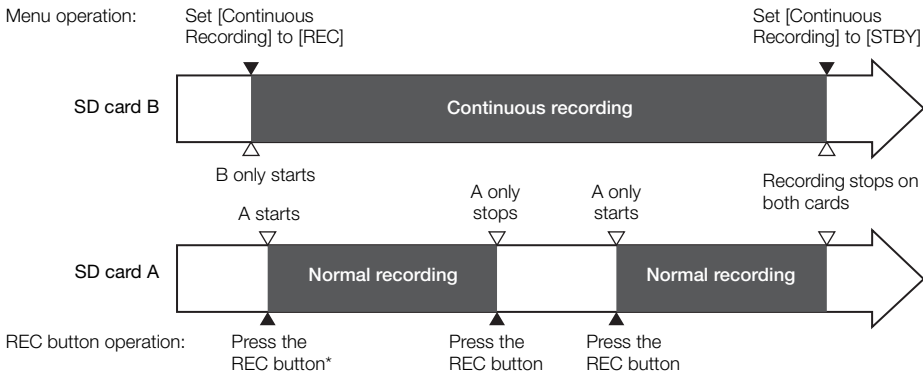 Menu operation:
Set [Continuous
Recording] to [REC]
Set [Continuous
Recording] to [STBY]
SD card B
Continuous recording
B only starts
Recording stops on
both cards
A starts
A only
stops
A only
starts
SD card A
Normal recording
Normal recording
REC button operation:
Press the
REC button*
Press the
REC button
Press the
REC button